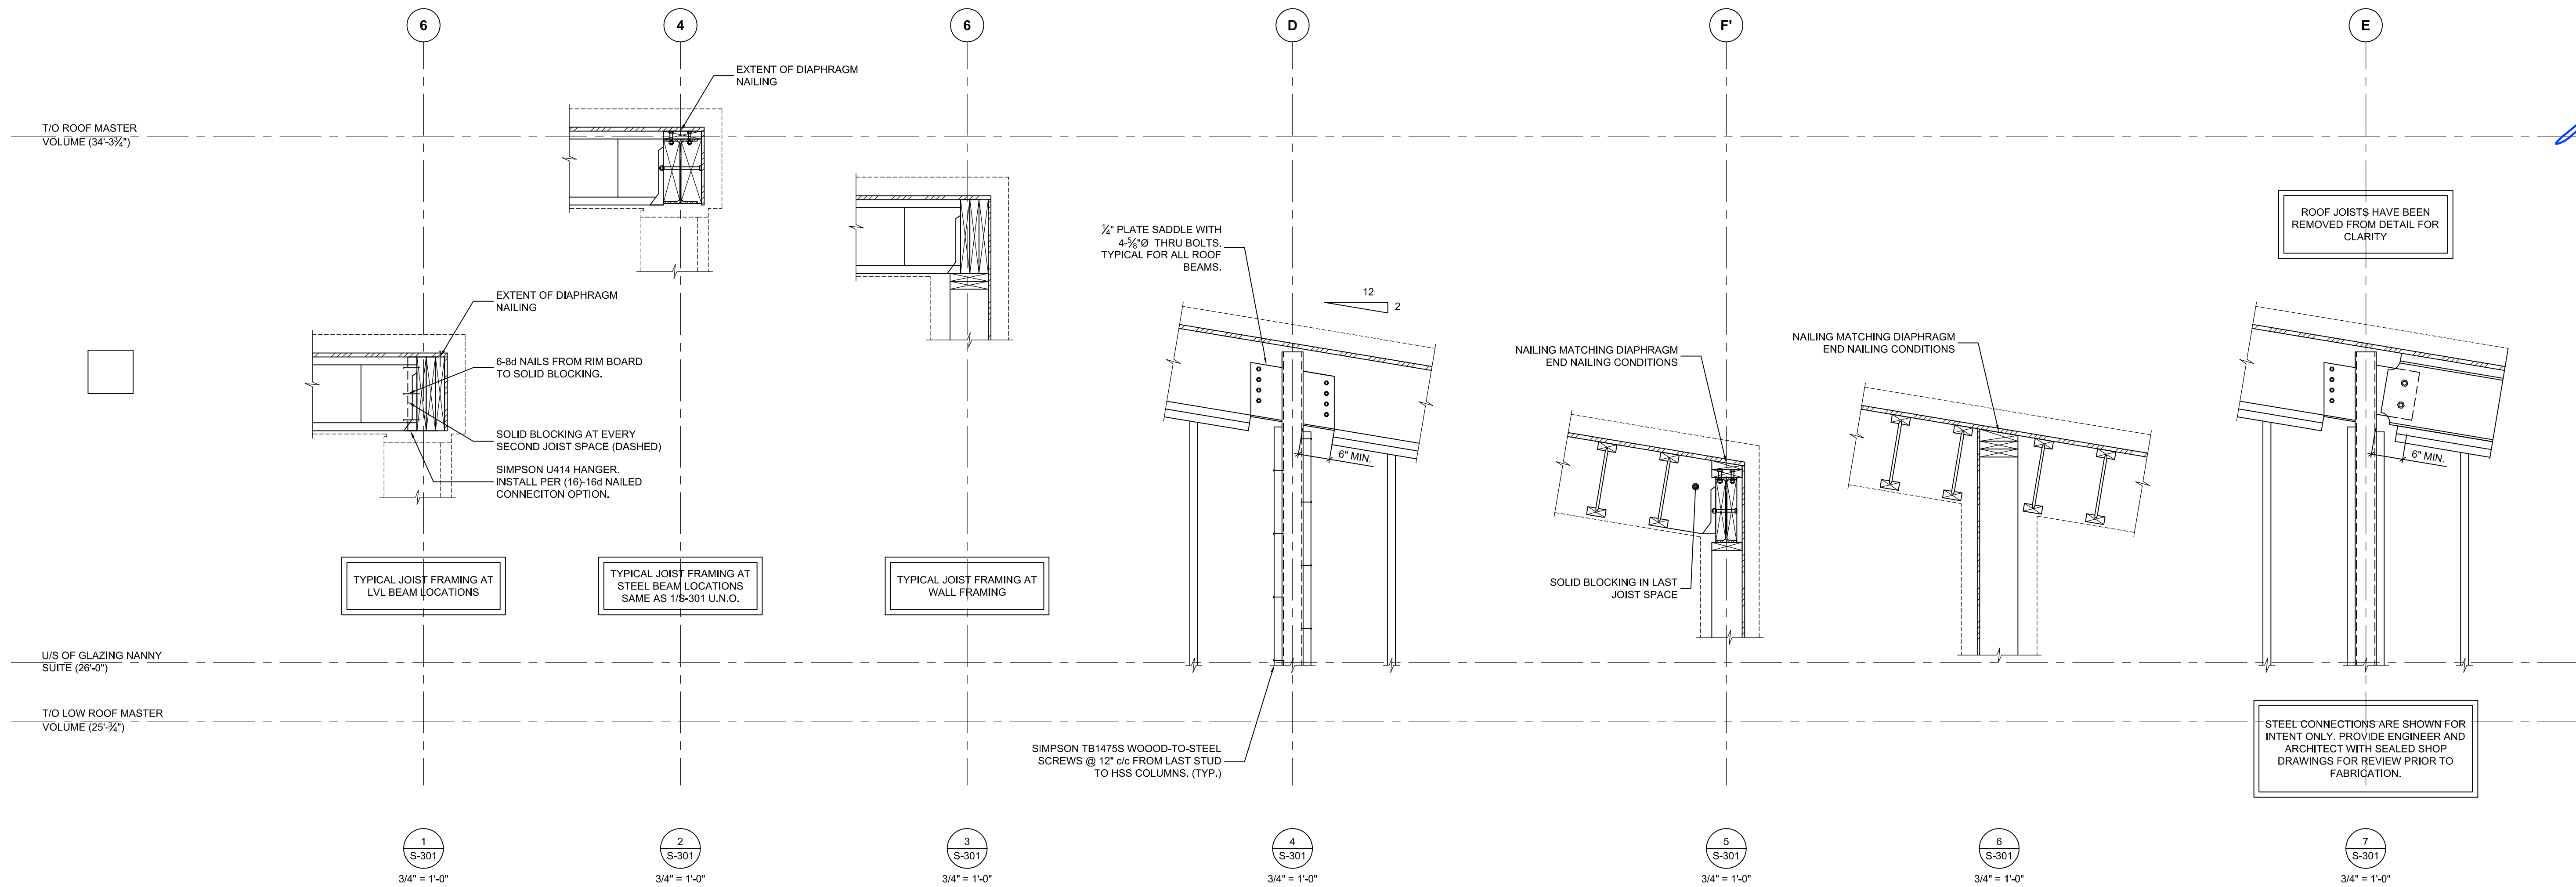 6
4
6
D
F'
E
T/O ROOF MASTER
VOLUME (34'-3¾")
U/S OF GLAZING NANNY
SUITE (26'-0")
T/O LOW ROOF MASTER
VOLUME (25'-¾")
EXTENT OF DIAPHRAGM
NAILING
6-8d NAILS FROM RIM BOARD
TO SOLID BLOCKING.
SOLID BLOCKING AT EVERY
SECOND JOIST SPACE (DASHED)
SIMPSON U414 HANGER.
INSTALL PER (16)-16d NAILED
CONNECITON OPTION.
TYPICAL JOIST FRAMING AT
LVL BEAM LOCATIONS
1
S-301
3/4" = 1'-0"
EXTENT OF DIAPHRAGM
NAILING
TYPICAL JOIST FRAMING AT
STEEL BEAM LOCATIONS
SAME AS 1/S-301 U.N.O.
2
S-301
3/4" = 1'-0"
TYPICAL JOIST FRAMING AT
WALL FRAMING
3
S-301
3/4" = 1'-0"
¼" PLATE SADDLE WITH
4-⅝"Ø THRU BOLTS.
TYPICAL FOR ALL ROOF
BEAMS.
12
2
6" MIN.
SIMPSON TB1475S WOOOD-TO-STEEL
SCREWS @ 12" c/c FROM LAST STUD
TO HSS COLUMNS. (TYP.)
4
S-301
3/4" = 1'-0"
NAILING MATCHING DIAPHRAGM
END NAILING CONDITIONS
SOLID BLOCKING IN LAST
JOIST SPACE
5
S-301
3/4" = 1'-0"
NAILING MATCHING DIAPHRAGM
END NAILING CONDITIONS
6
S-301
3/4" = 1'-0"
ROOF JOISTS HAVE BEEN
REMOVED FROM DETAIL FOR
CLARITY
6" MIN.
STEEL CONNECTIONS ARE SHOWN FOR
INTENT ONLY. PROVIDE ENGINEER AND
ARCHITECT WITH SEALED SHOP
DRAWINGS FOR REVIEW PRIOR TO
FABRICATION.
7
S-301
3/4" = 1'-0"